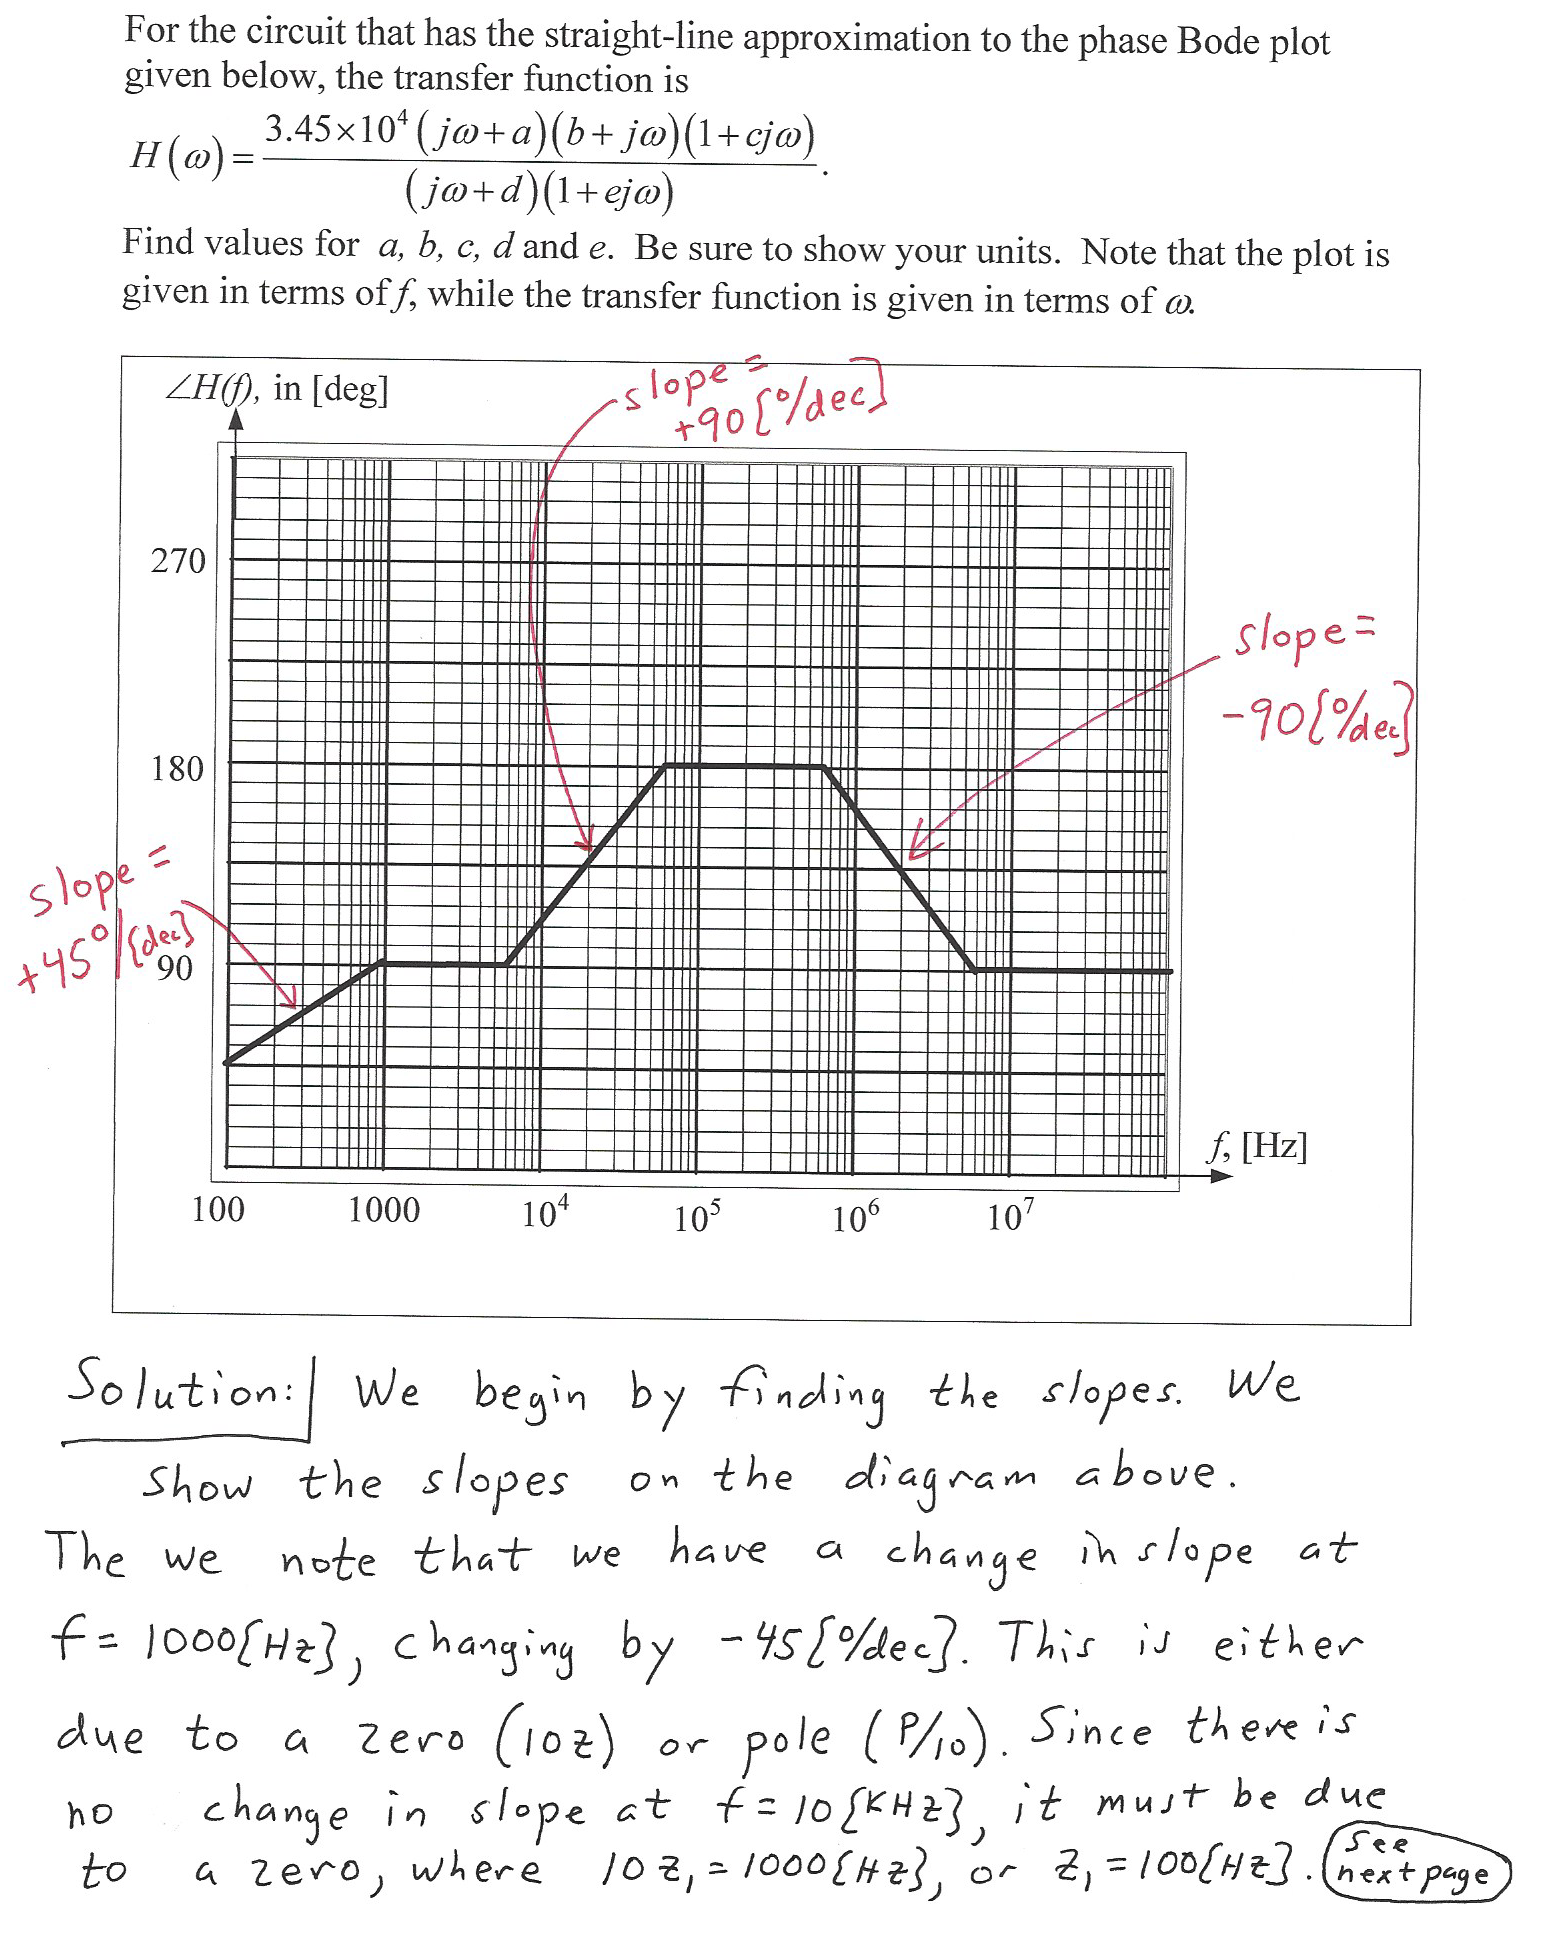 For the circuit that has the straight-line approximation to the phase Bode plot
given below, the transfer function is
H(ω) = 3.45×10⁴ (jω+a)(b+jω)(1+cjω)
(jω+d)(1+ejω) .
Find values for a, b, c, d and e. Be sure to show your units. Note that the plot is
given in terms of f, while the transfer function is given in terms of ω.
∠H(f), in [deg]
slope =
+90[°/dec]
270
slope=
-90[°/dec]
180
slope =
+45°/[dec]
90
f, [Hz]
100 1000 10⁴ 10⁵ 10⁶ 10⁷
Solution: We begin by finding the slopes. We
show the slopes on the diagram above.
The we note that we have a change in slope at
f= 1000[Hz], changing by -45[°/dec]. This is either
due to a zero (10z) or pole (P/10). Since there is
no change in slope at f=10[KHz], it must be due
to a zero, where 10z₁=1000[Hz], or z₁=100[Hz]. See
next page